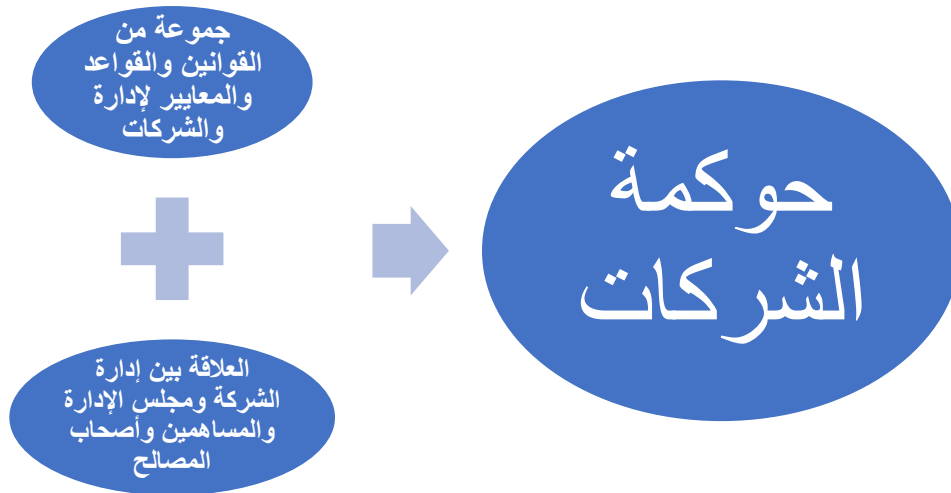 جموعة من
القوانين والقواعد
والمعايير لإدارة
والشركات
العلاقة بين إدارة
الشركة ومجلس الإدارة
والمساهمين وأصحاب
المصالح
حوكمة
الشركات